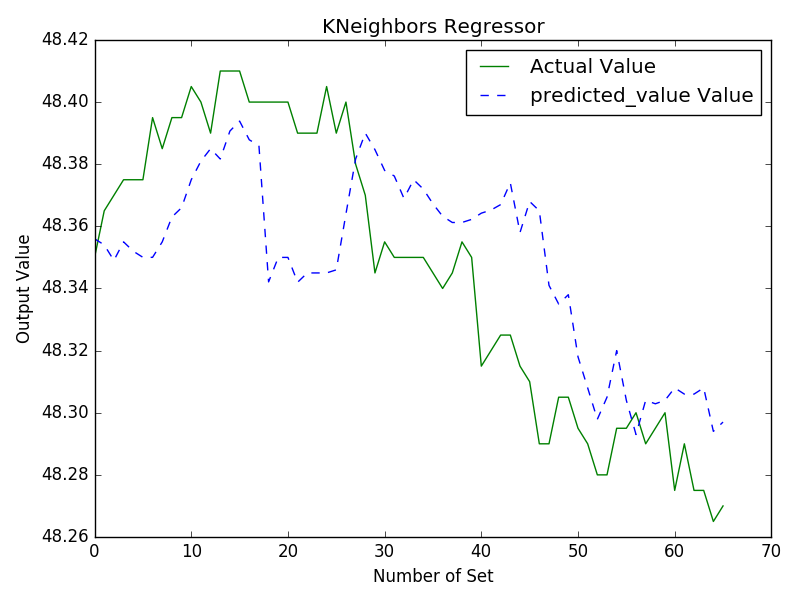 KNeighbors Regressor
48.42
48.40
48.38
48.36
48.34
48.32
48.30
48.28
48.26
Output Value
Actual Value
predicted_value Value
0 10 20 30 40 50 60 70
Number of Set